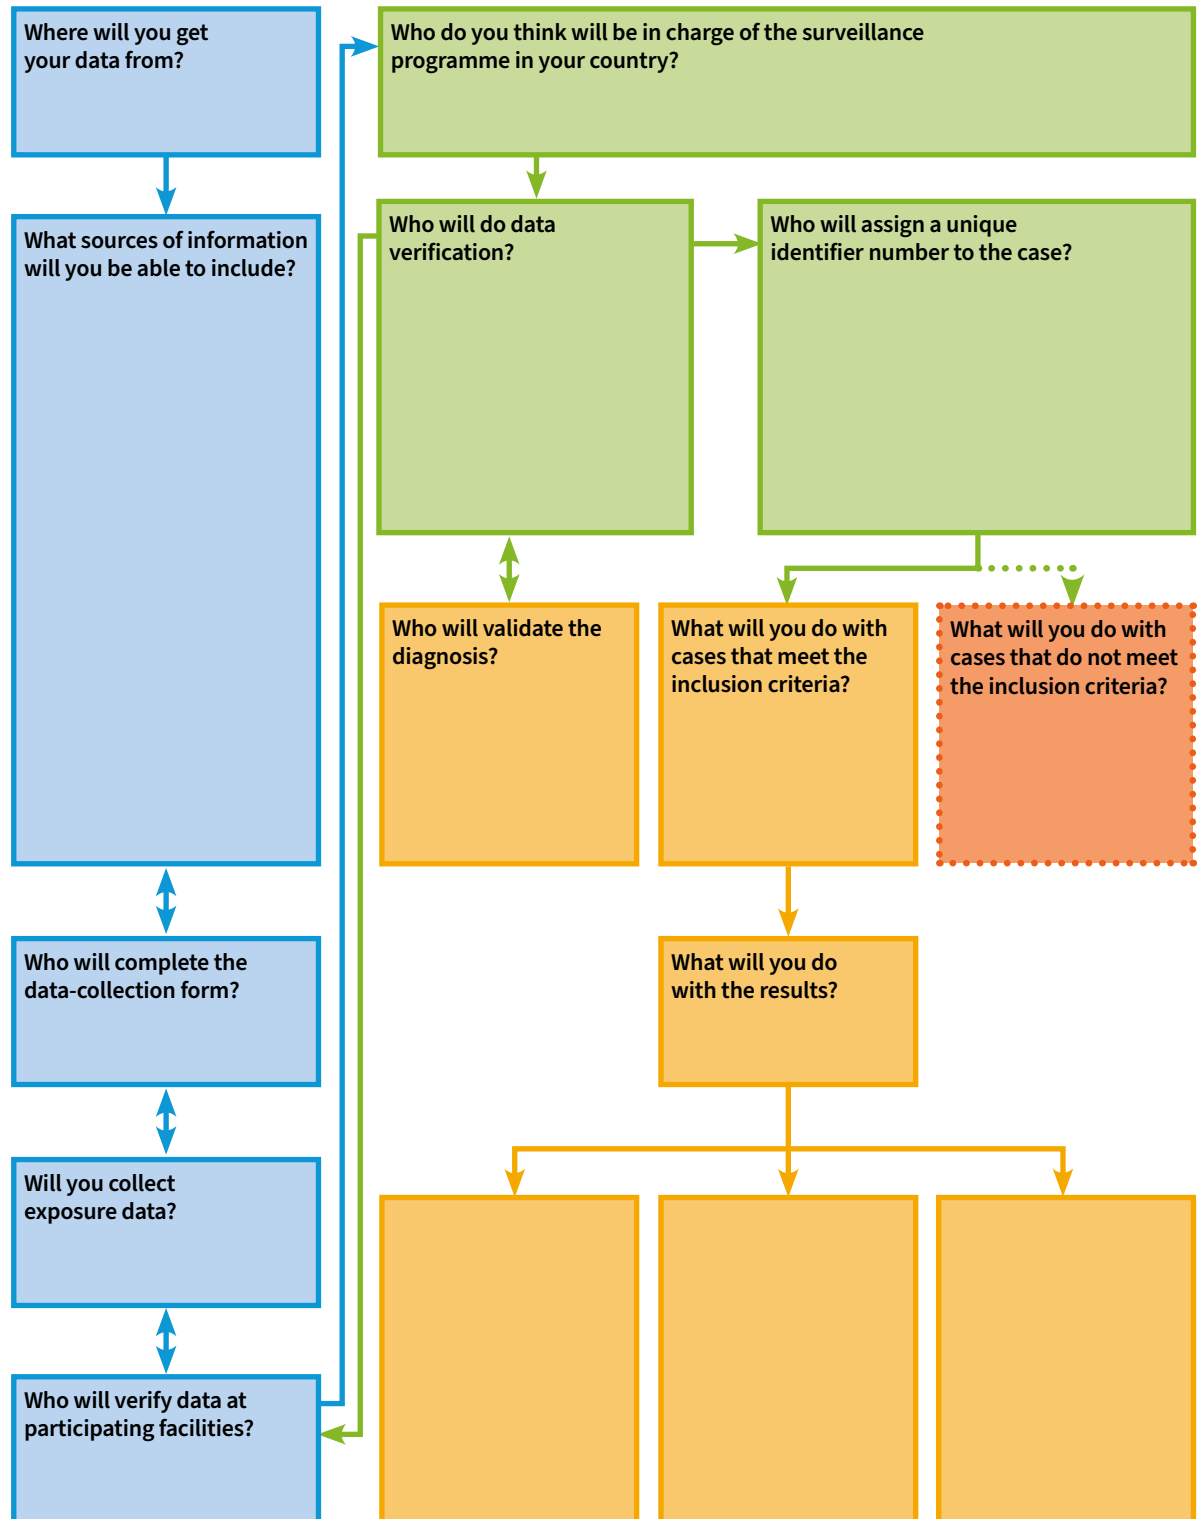 Where will you get
your data from?
Who do you think will be in charge of the surveillance
programme in your country?
What sources of information
will you be able to include?
Who will do data
verification?
Who will assign a unique
identifier number to the case?
Who will validate the
diagnosis?
What will you do with
cases that meet the
inclusion criteria?
What will you do with
cases that do not meet
the inclusion criteria?
Who will complete the
data-collection form?
What will you do
with the results?
Will you collect
exposure data?
Who will verify data at
participating facilities?